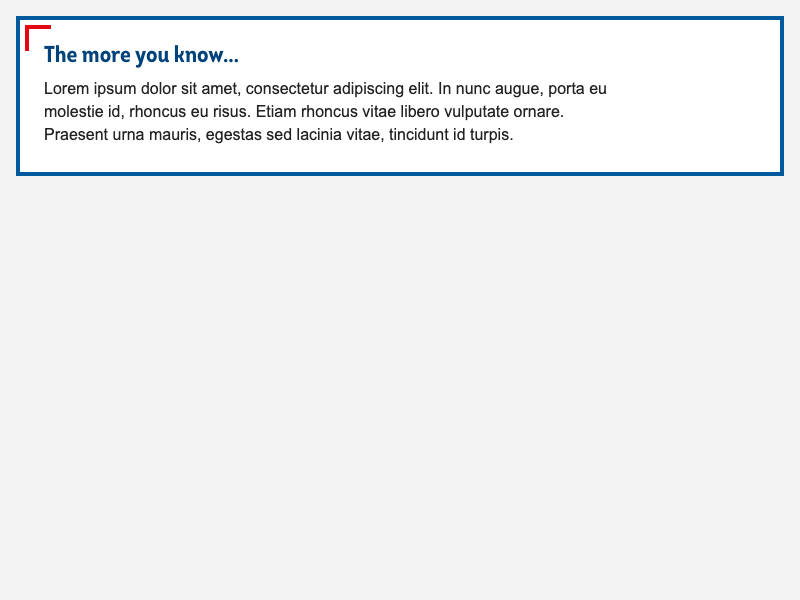 The more you know...
Lorem ipsum dolor sit amet, consectetur adipiscing elit. In nunc augue, porta eu
molestie id, rhoncus eu risus. Etiam rhoncus vitae libero vulputate ornare.
Praesent urna mauris, egestas sed lacinia vitae, tincidunt id turpis.